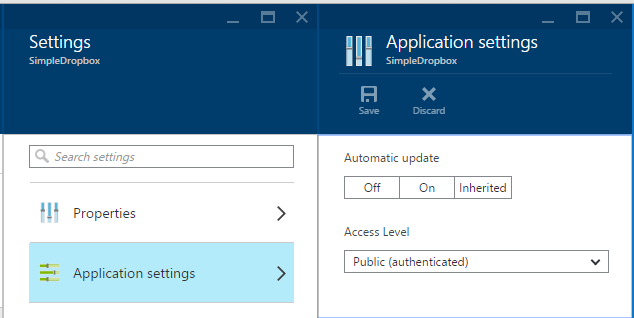 Settings
SimpleDropbox
Search settings
Properties
Application settings
Application settings
SimpleDropbox
Save
Discard
Automatic update
Off
On
Inherited
Access Level
Public (authenticated)